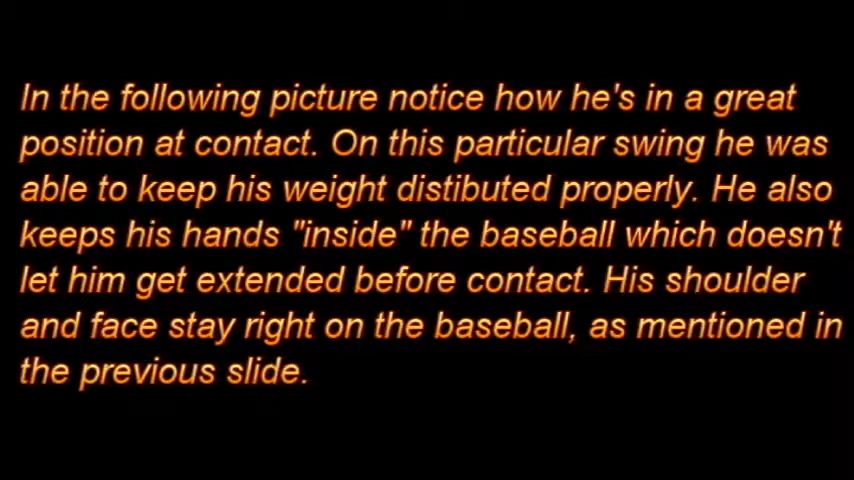 In the following picture notice how he's in a great
position at contact. On this particular swing he was
able to keep his weight distibuted properly. He also
keeps his hands "inside" the baseball which doesn't
let him get extended before contact. His shoulder
and face stay right on the baseball, as mentioned in
the previous slide.